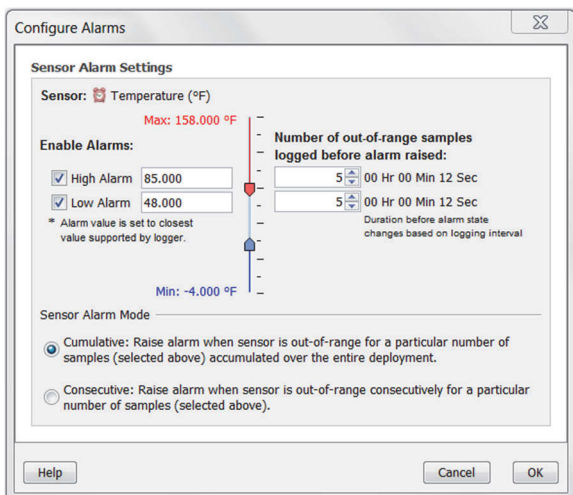 Configure Alarms
Sensor Alarm Settings
Sensor: Temperature (°F)
Max: 158.000 °F
Enable Alarms:
High Alarm 85.000
Low Alarm 48.000
* Alarm value is set to closest
value supported by logger.
Min: -4.000 °F
Number of out-of-range samples
logged before alarm raised:
5 00 Hr 00 Min 12 Sec
5 00 Hr 00 Min 12 Sec
Duration before alarm state
changes based on logging interval
Sensor Alarm Mode
Cumulative: Raise alarm when sensor is out-of-range for a particular number of
samples (selected above) accumulated over the entire deployment.
Consecutive: Raise alarm when sensor is out-of-range consecutively for a particular
number of samples (selected above).
Help
Cancel
OK